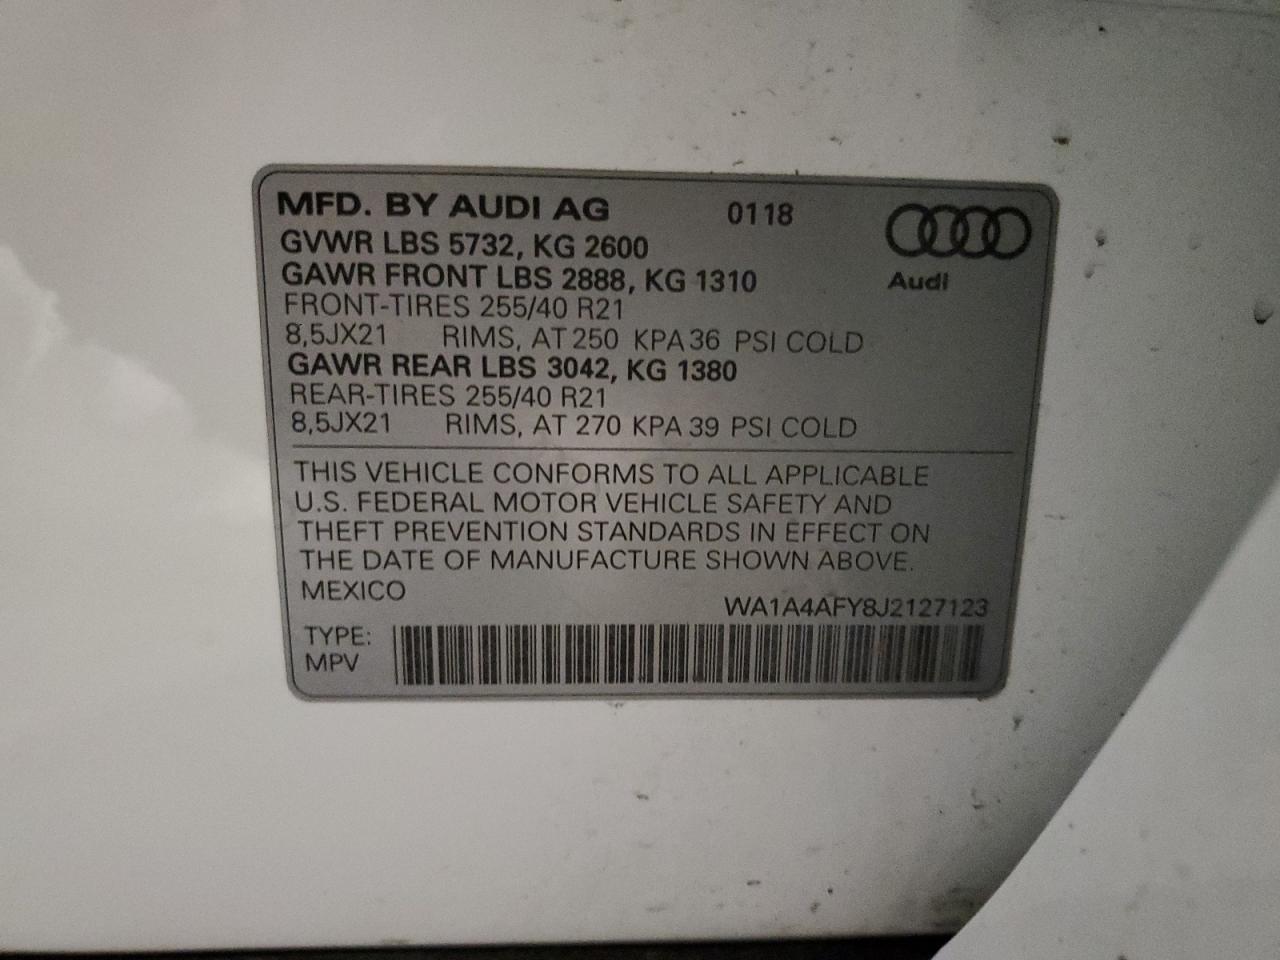 MFD. BY AUDI AG 0118
GVWR LBS 5732, KG 2600
GAWR FRONT LBS 2888, KG 1310
Audi
FRONT-TIRES 255/40 R21
8,5JX21 RIMS, AT 250 KPA 36 PSI COLD
GAWR REAR LBS 3042, KG 1380
REAR-TIRES 255/40 R21
8,5JX21 RIMS, AT 270 KPA 39 PSI COLD
THIS VEHICLE CONFORMS TO ALL APPLICABLE
U.S. FEDERAL MOTOR VEHICLE SAFETY AND
THEFT PREVENTION STANDARDS IN EFFECT ON
THE DATE OF MANUFACTURE SHOWN ABOVE.
MEXICO
WA1A4AFY8J2127123
TYPE:
MPV